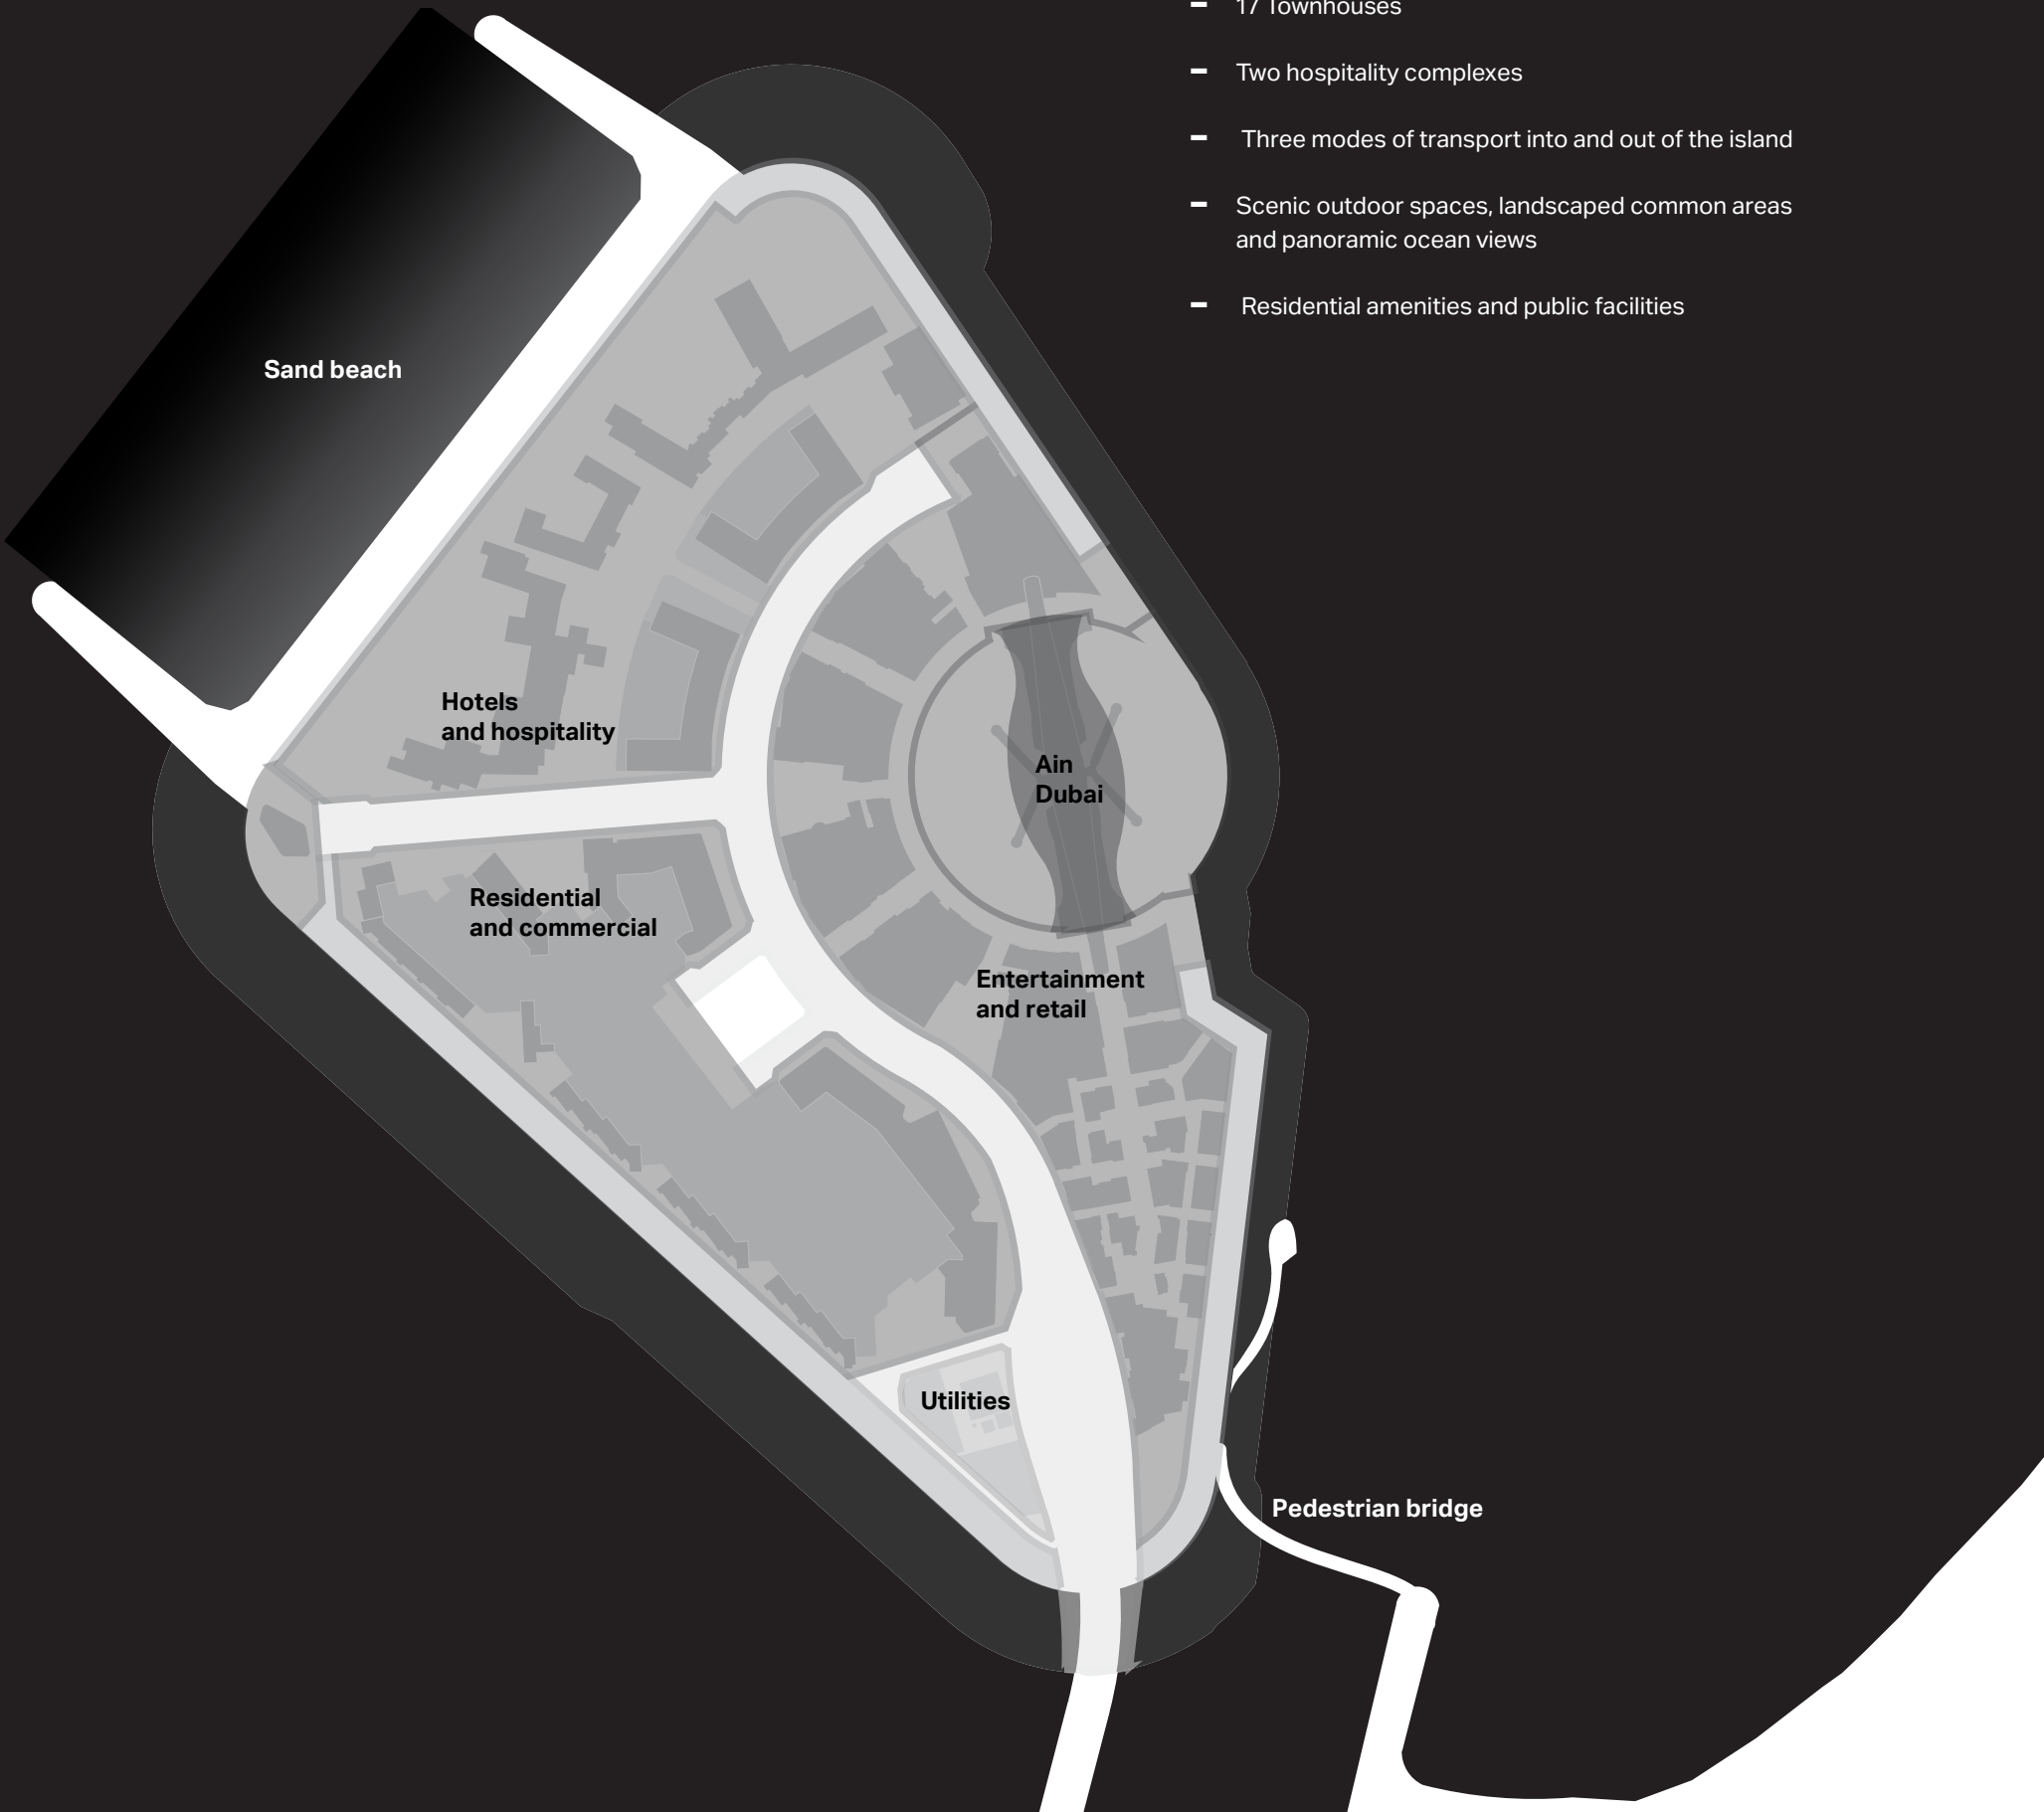 – 17 Townhouses
– Two hospitality complexes
– Three modes of transport into and out of the island
– Scenic outdoor spaces, landscaped common areas
and panoramic ocean views
– Residential amenities and public facilities
Sand beach
Hotels
and hospitality
Ain
Dubai
Residential
and commercial
Entertainment
and retail
Utilities
Pedestrian bridge